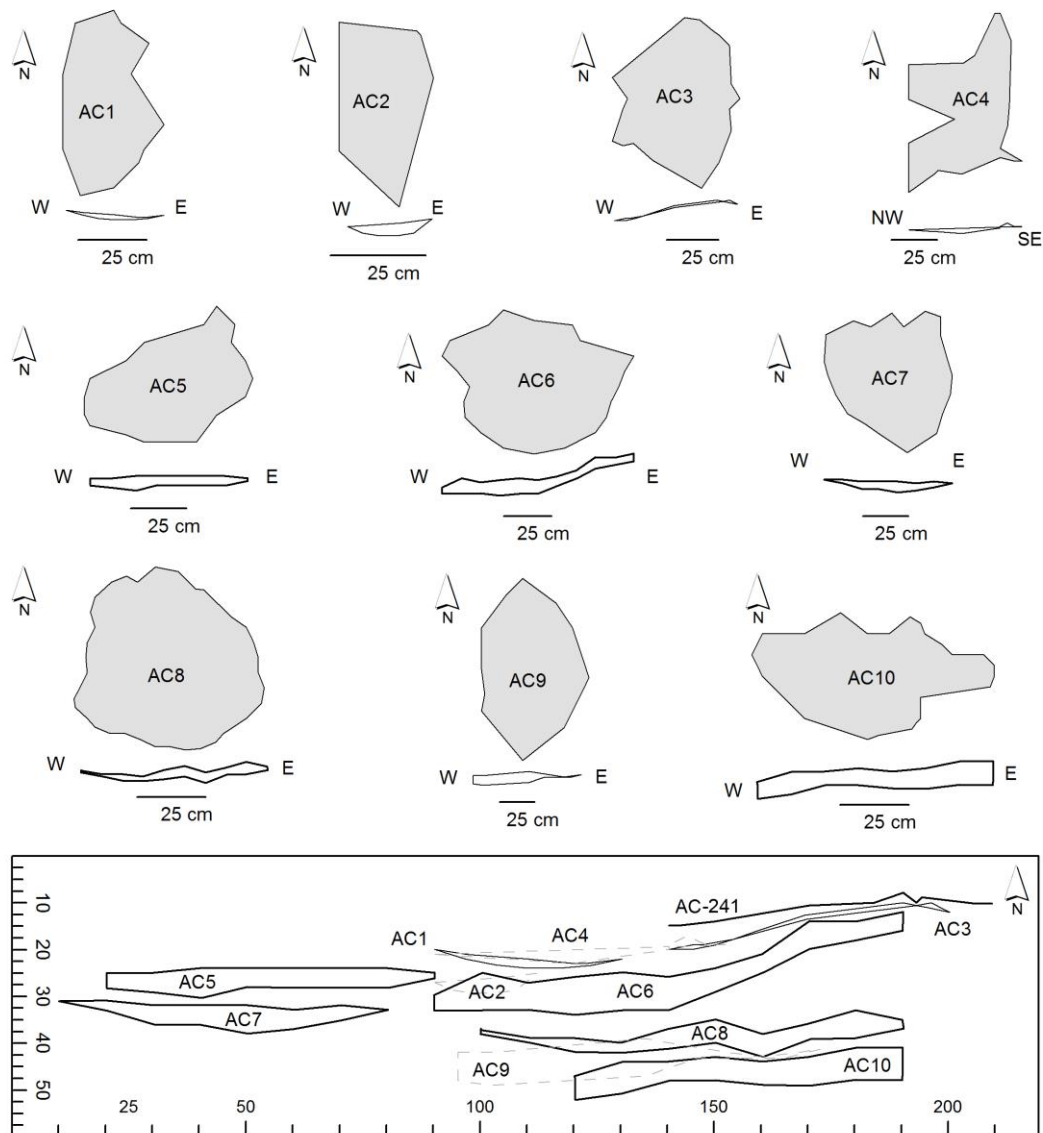 N N N N
AC1 AC2 AC3 AC4
W E W E W E NW SE
25 cm 25 cm 25 cm 25 cm
N N N
AC5 AC6 AC7
W E W E W E
25 cm 25 cm 25 cm
N N N
AC8 AC9 AC10
W E W E W E
25 cm 25 cm 25 cm
N
10
AC-241
AC1 AC4 AC3
20
AC5 AC2 AC6
30
AC7
AC8
40
AC9 AC10
50
25 50 100 150 200